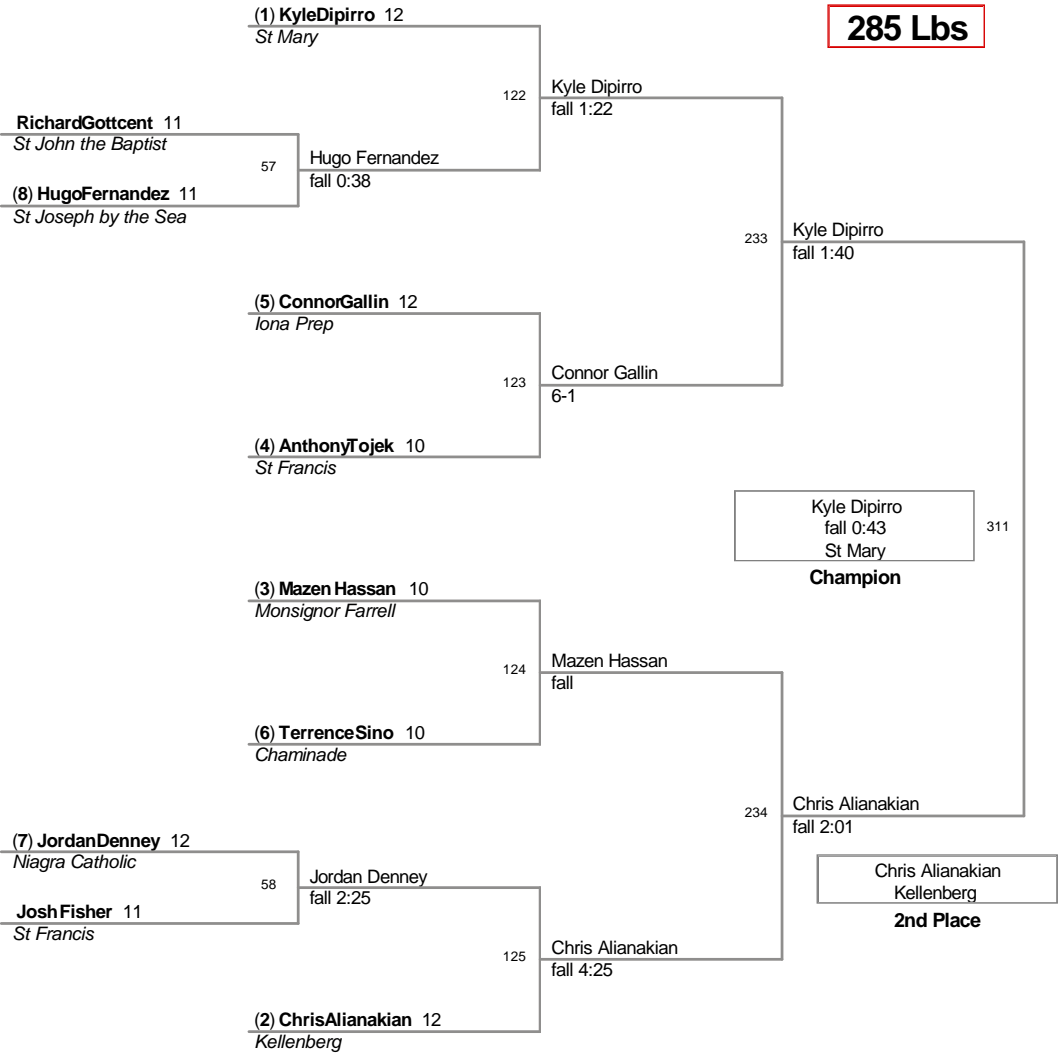 (1) KyleDipirro 12
St Mary
285 Lbs
122
Kyle Dipirro
fall 1:22
RichardGottcent 11
St John the Baptist
57
Hugo Fernandez
fall 0:38
(8) HugoFernandez 11
St Joseph by the Sea
233
Kyle Dipirro
fall 1:40
(5) ConnorGallin 12
Iona Prep
123
Connor Gallin
6-1
(4) AnthonyTojek 10
St Francis
Kyle Dipirro
fall 0:43
St Mary
311
Champion
(3) Mazen Hassan 10
Monsignor Farrell
124
Mazen Hassan
fall
(6) TerrenceSino 10
Chaminade
234
Chris Alianakian
fall 2:01
(7) JordanDenney 12
Niagra Catholic
58
Jordan Denney
fall 2:25
Josh Fisher 11
St Francis
Chris Alianakian
Kellenberg
2nd Place
125
Chris Alianakian
fall 4:25
(2) ChrisAlianakian 12
Kellenberg